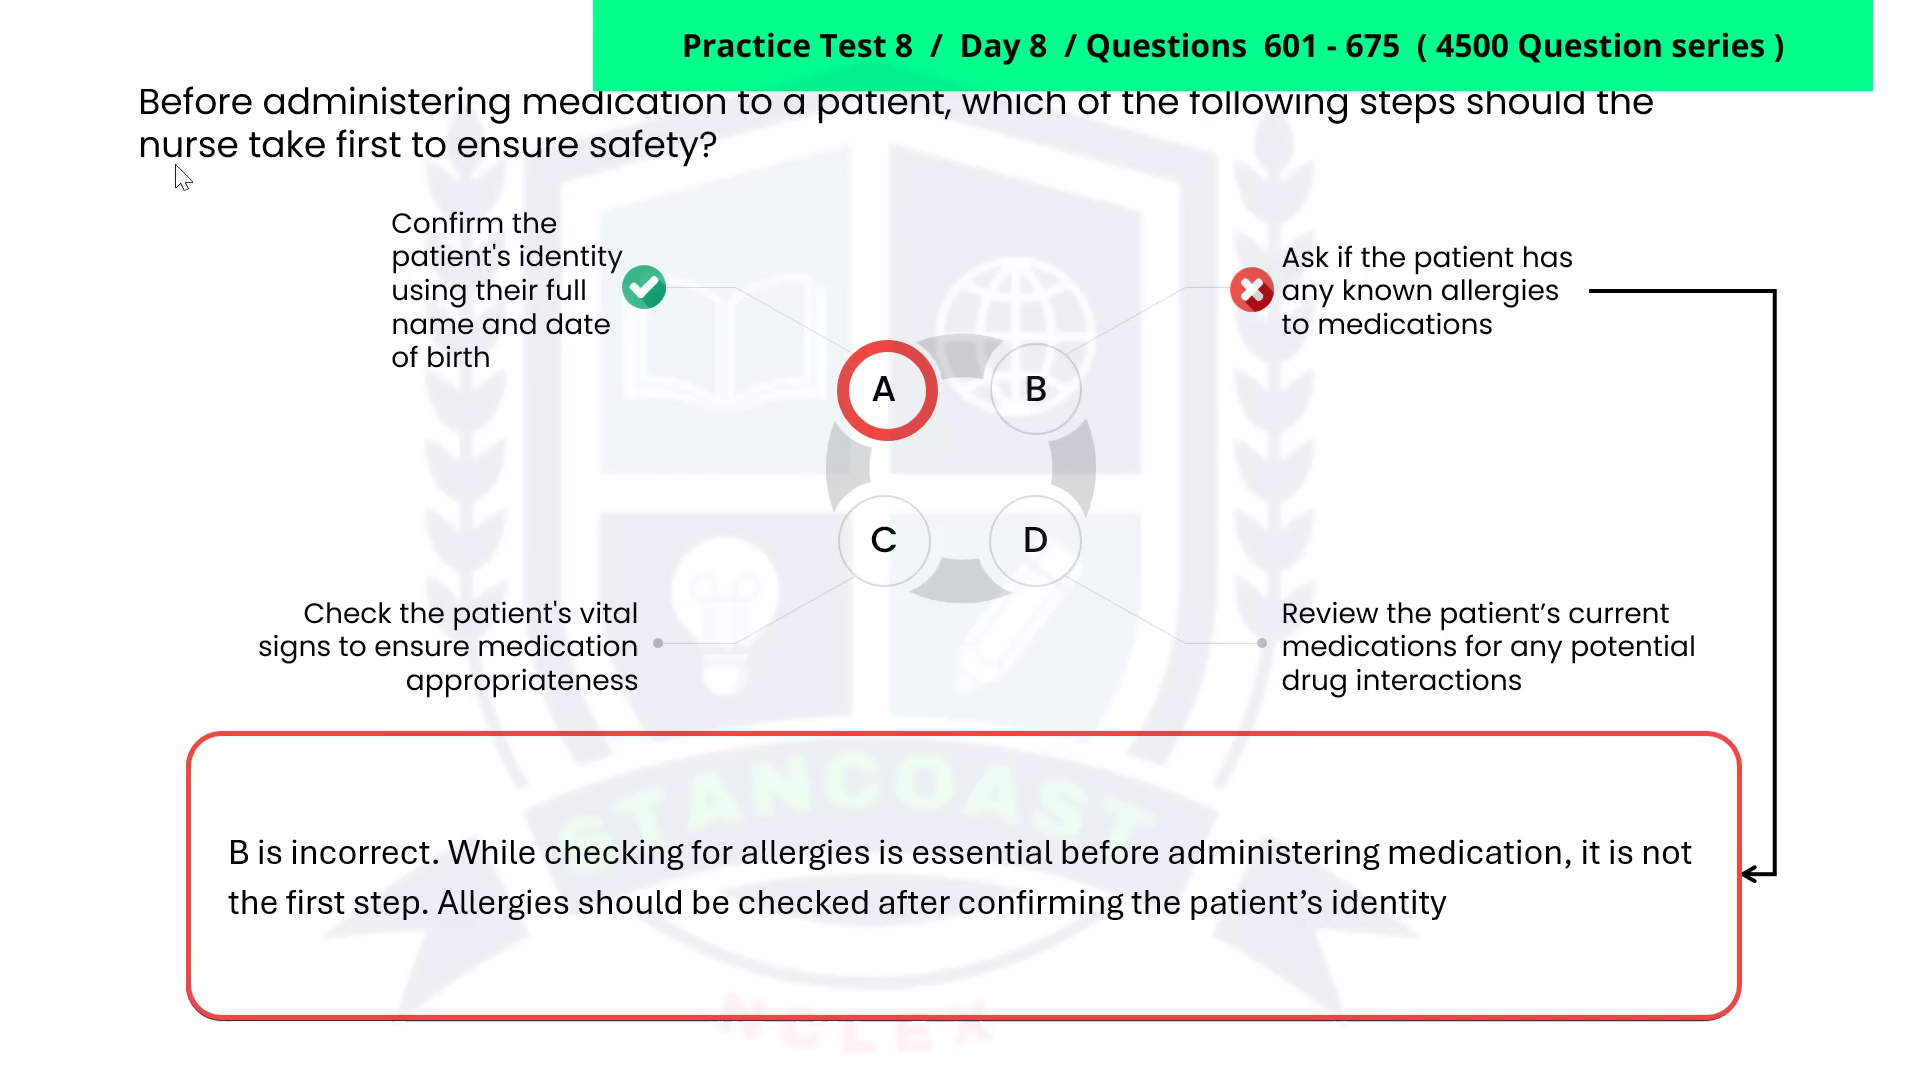 Practice Test 8 / Day 8 / Questions 601 - 675 ( 4500 Question series )
Before administering medication to a patient, which of the following steps should the
nurse take first to ensure safety?
Confirm the
patient's identity
using their full
name and date
of birth
Ask if the patient has
any known allergies
to medications
A
B
C
D
Check the patient's vital
signs to ensure medication
appropriateness
Review the patient’s current
medications for any potential
drug interactions
STANCOAST
B is incorrect. While checking for allergies is essential before administering medication, it is not
the first step. Allergies should be checked after confirming the patient’s identity
NCLEX